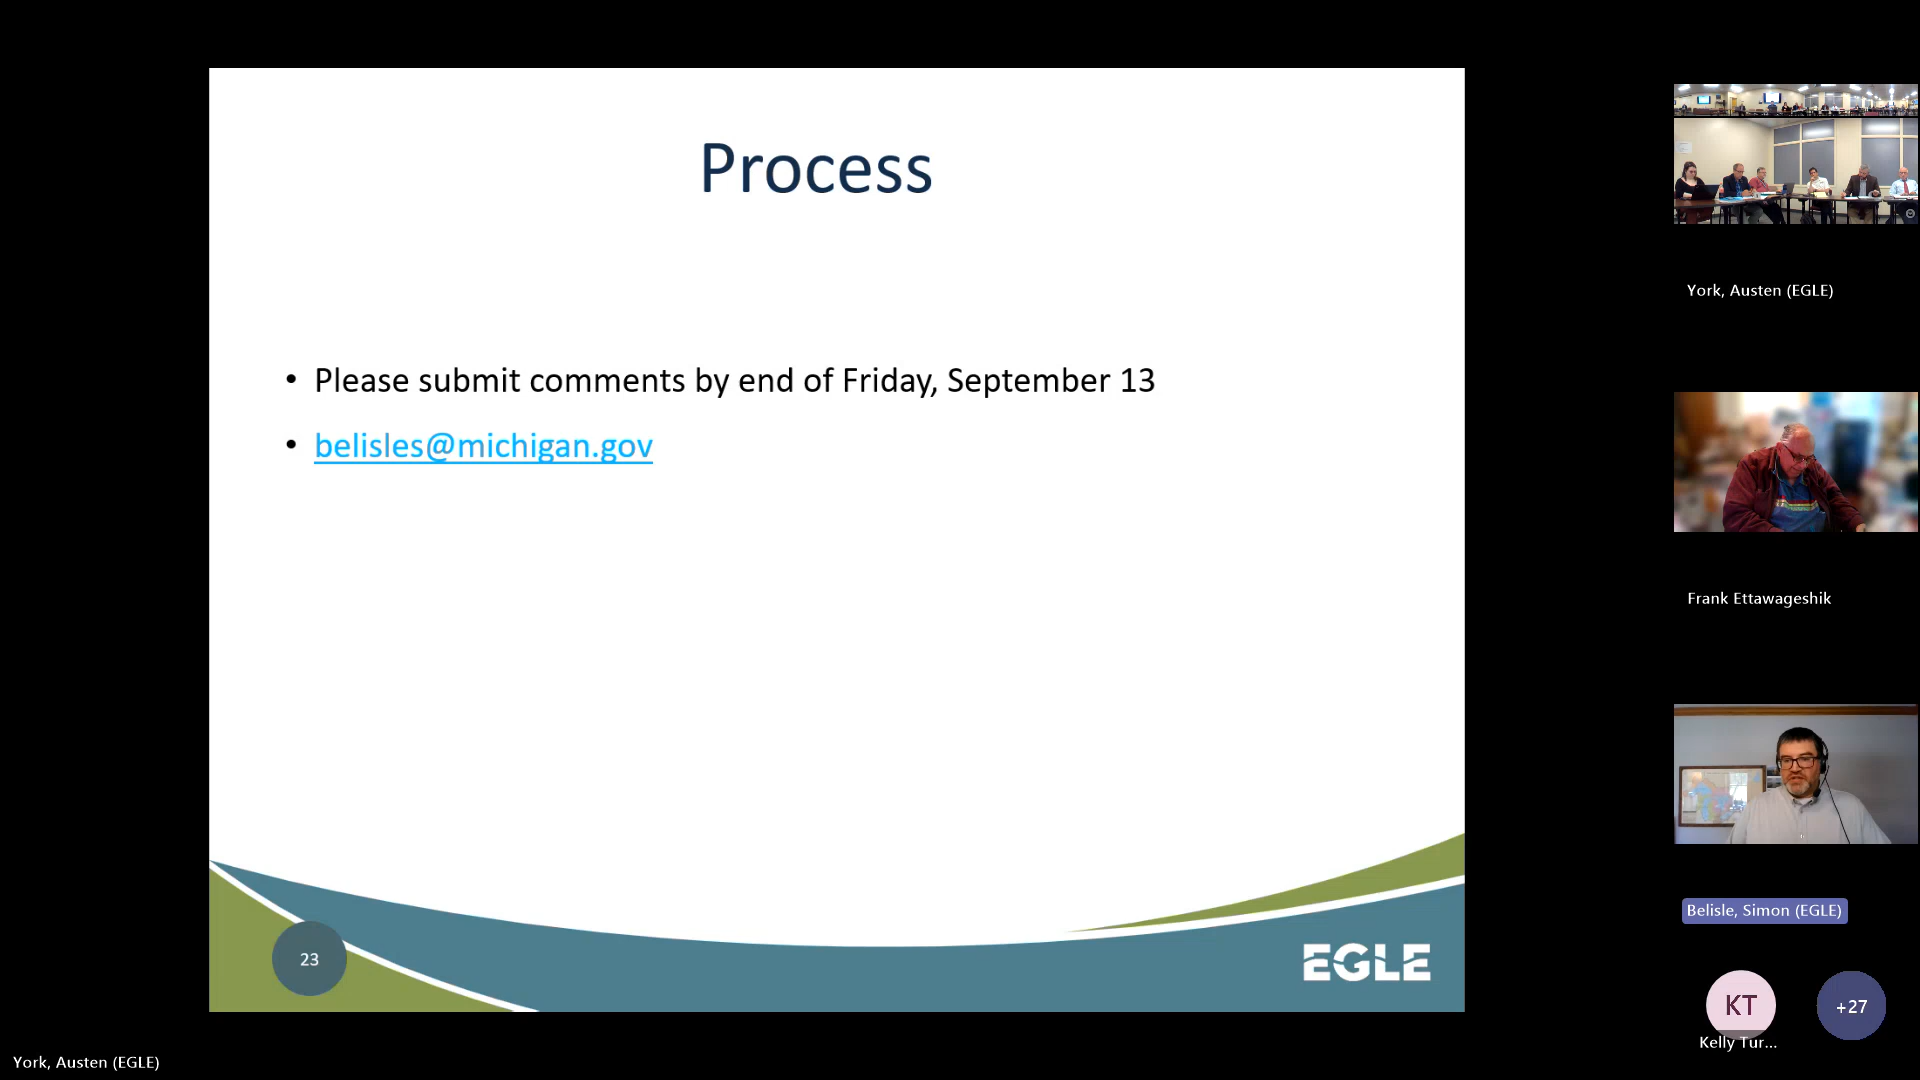 Process
• Please submit comments by end of Friday, September 13
• belisles@michigan.gov
23
EGLE
York, Austen (EGLE)
Frank Ettawageshik
Belisle, Simon (EGLE)
KT
+27
Kelly Tur...
York, Austen (EGLE)